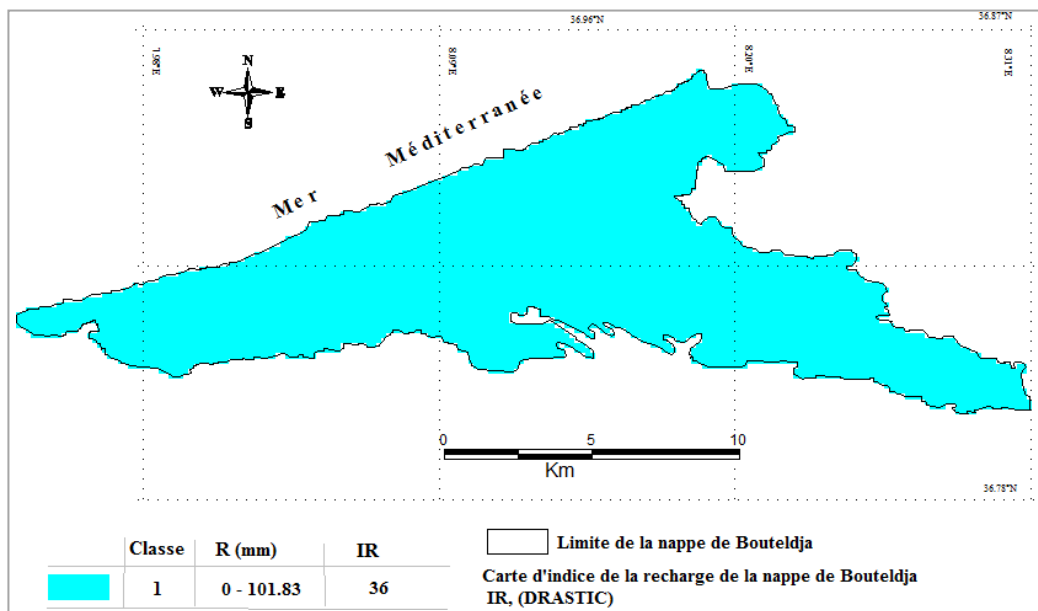 36.96°N
36.87°N
7.98°E
8.09°E
8.20°E
8.31°E
N
W E
S
Mer Méditerranée
0 5 10
Km
36.78°N
Classe R (mm) IR
1 0 - 101.83 36
Limite de la nappe de Bouteldja
Carte d'indice de la recharge de la nappe de Bouteldja
IR, (DRASTIC)